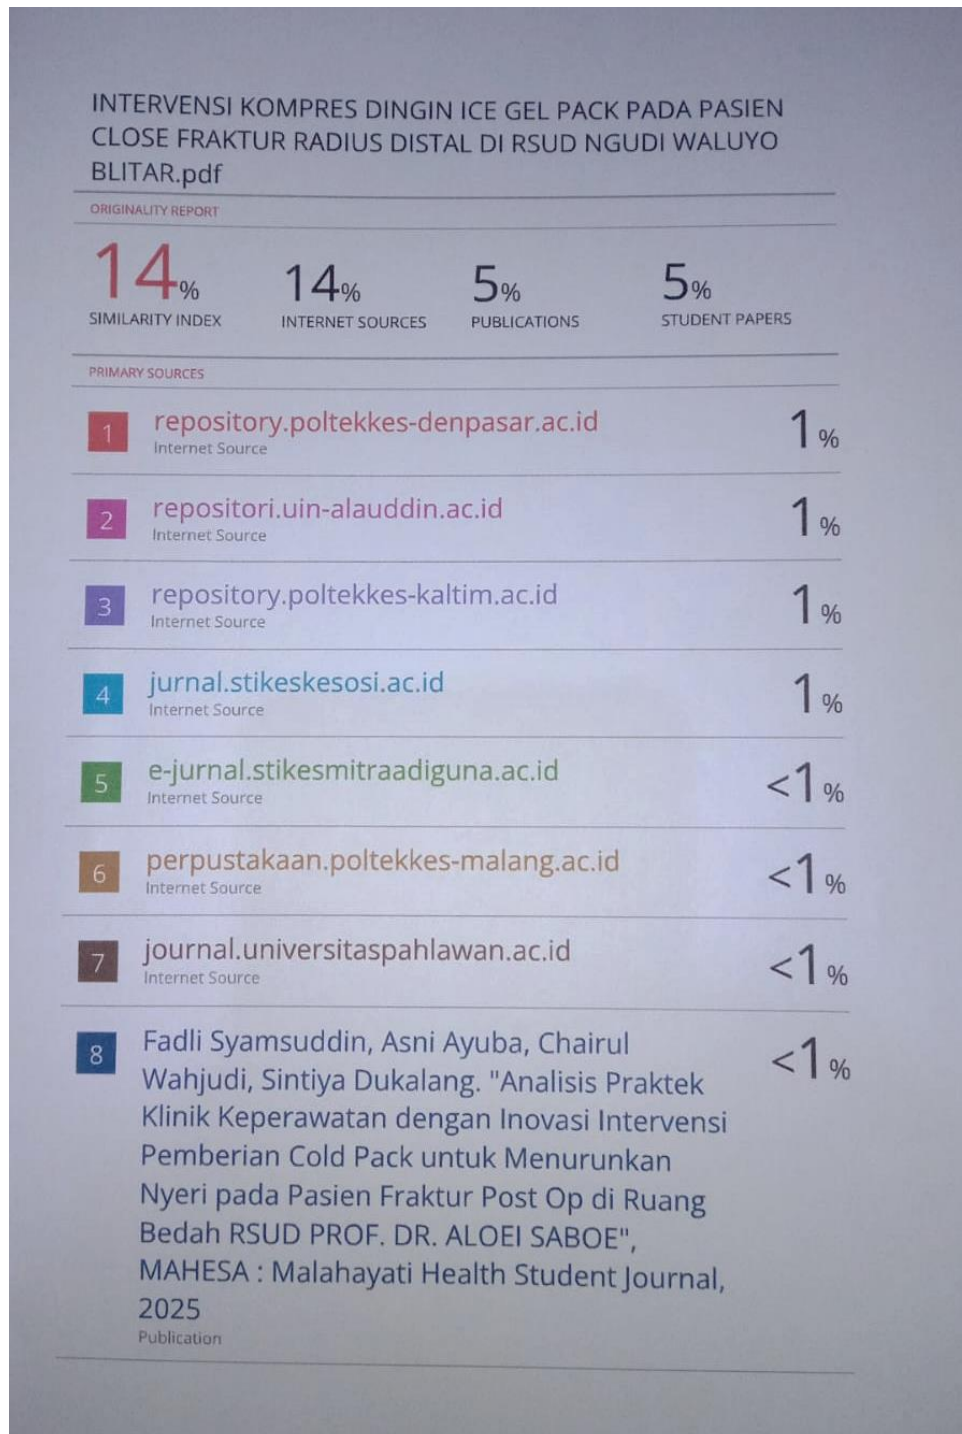 INTERVENSI KOMPRES DINGIN ICE GEL PACK PADA PASIEN
CLOSE FRAKTUR RADIUS DISTAL DI RSUD NGUDI WALUYO
BLITAR.pdf
ORIGINALITY REPORT
14% 14% 5% 5%
SIMILARITY INDEX INTERNET SOURCES PUBLICATIONS STUDENT PAPERS
PRIMARY SOURCES
1 repository.poltekkes-denpasar.ac.id 1%
Internet Source
2 repositori.uin-alauddin.ac.id 1%
Internet Source
3 repository.poltekkes-kaltim.ac.id 1%
Internet Source
4 jurnal.stikeskesosi.ac.id 1%
Internet Source
5 e-jurnal.stikesmitraadiguna.ac.id <1%
Internet Source
6 perpustakaan.poltekkes-malang.ac.id <1%
Internet Source
7 journal.universitaspahlawan.ac.id <1%
Internet Source
8 Fadli Syamsuddin, Asni Ayuba, Chairul <1%
Wahjudi, Sintiya Dukalang. "Analisis Praktek
Klinik Keperawatan dengan Inovasi Intervensi
Pemberian Cold Pack untuk Menurunkan
Nyeri pada Pasien Fraktur Post Op di Ruang
Bedah RSUD PROF. DR. ALOEI SABOE",
MAHESA : Malahayati Health Student Journal,
2025
Publication